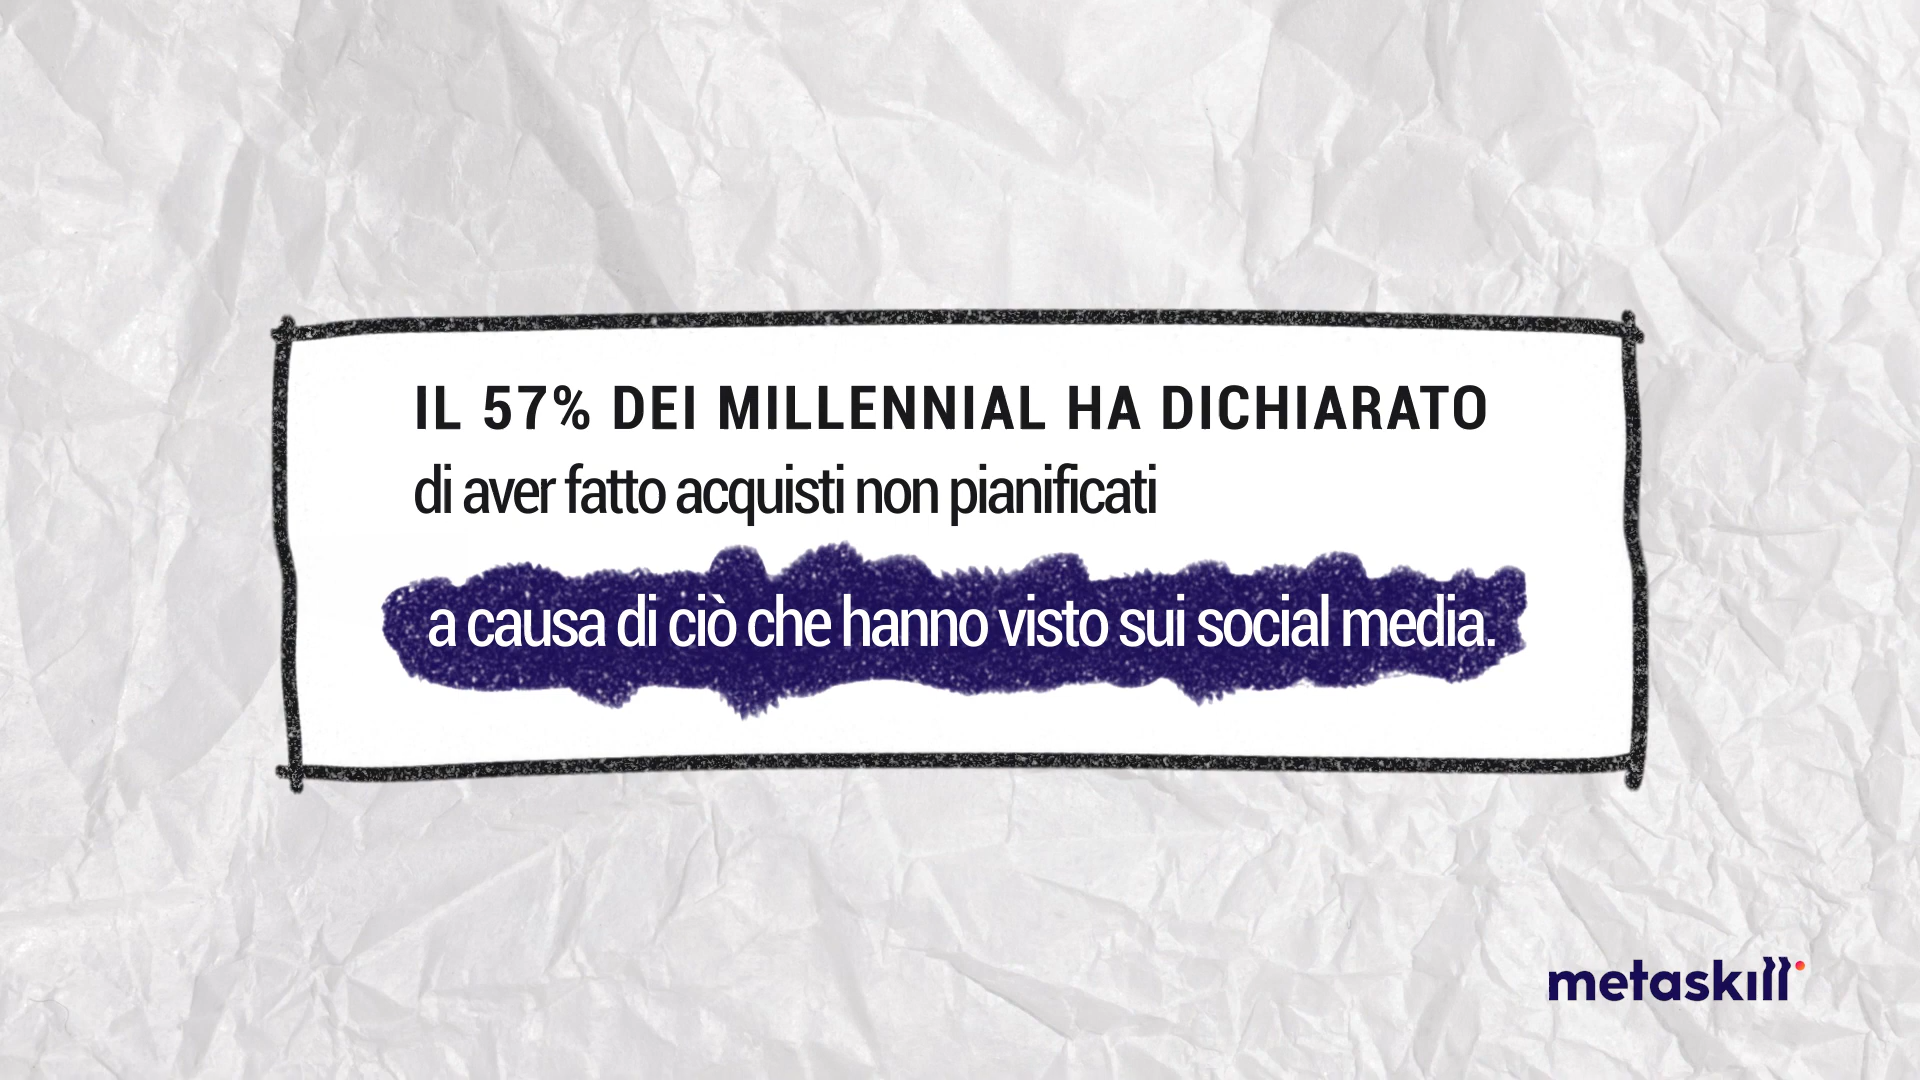 IL 57% DEI MILLENNIAL HA DICHIARATO
di aver fatto acquisti non pianificati
a causa di ciò che hanno visto sui social media.
metaskill